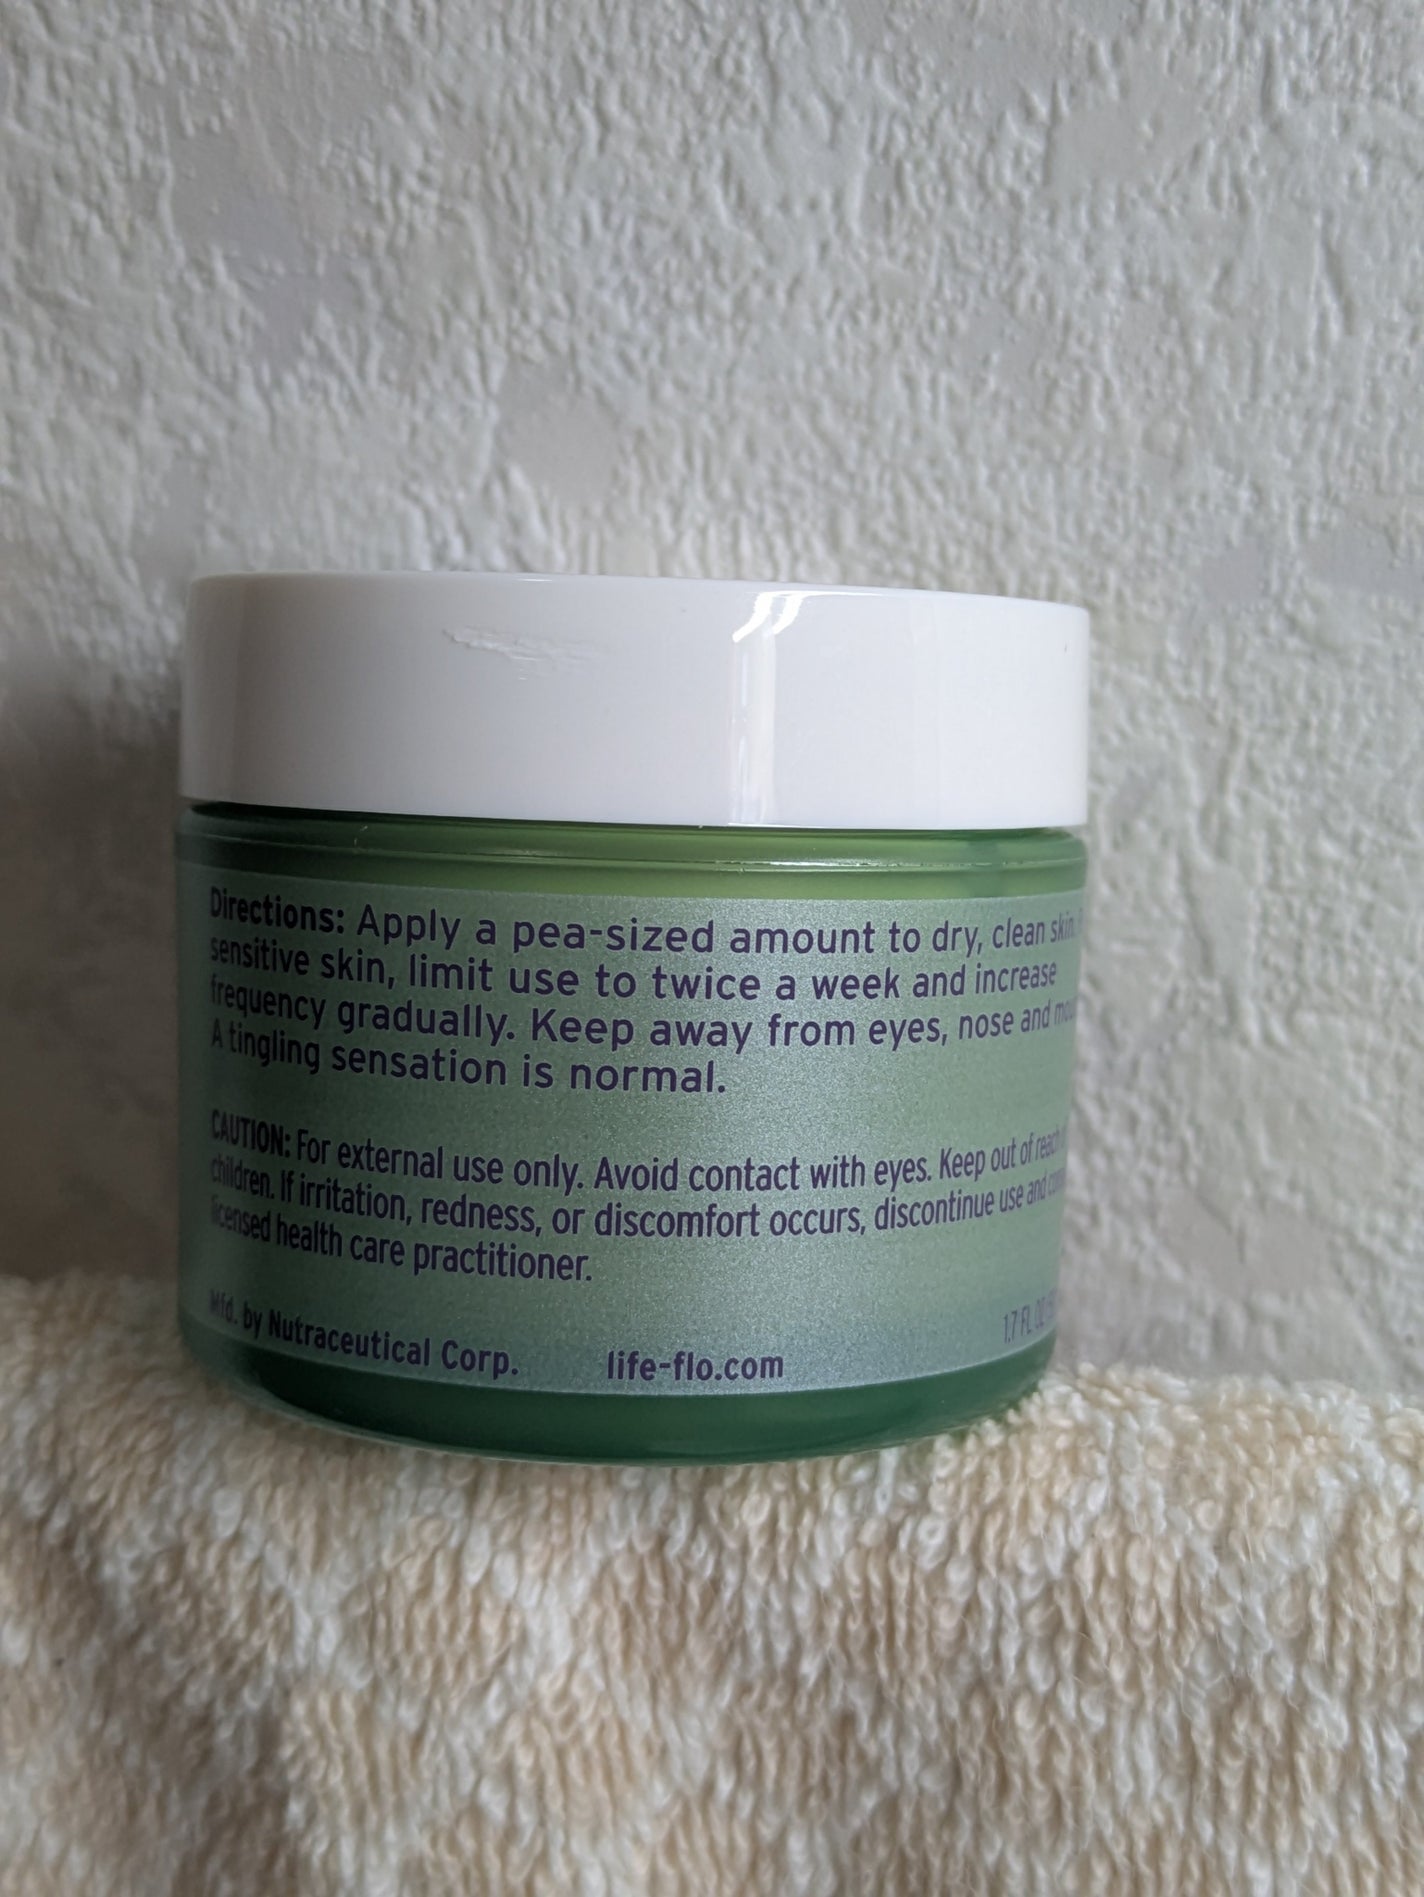 Directions: Apply a pea-sized amount to dry, clean skin.
sensitive skin, limit use to twice a week and increase
frequency gradually. Keep away from eyes, nose and
A tingling sensation is normal.
CAUTION: For external use only. Avoid contact with eyes. Keep out of reach
children. If irritation, redness, or discomfort occurs, discontinue use and
licensed health care practitioner.
Mfd. by Nutraceutical Corp. life-flo.com 1.7 FL OZ